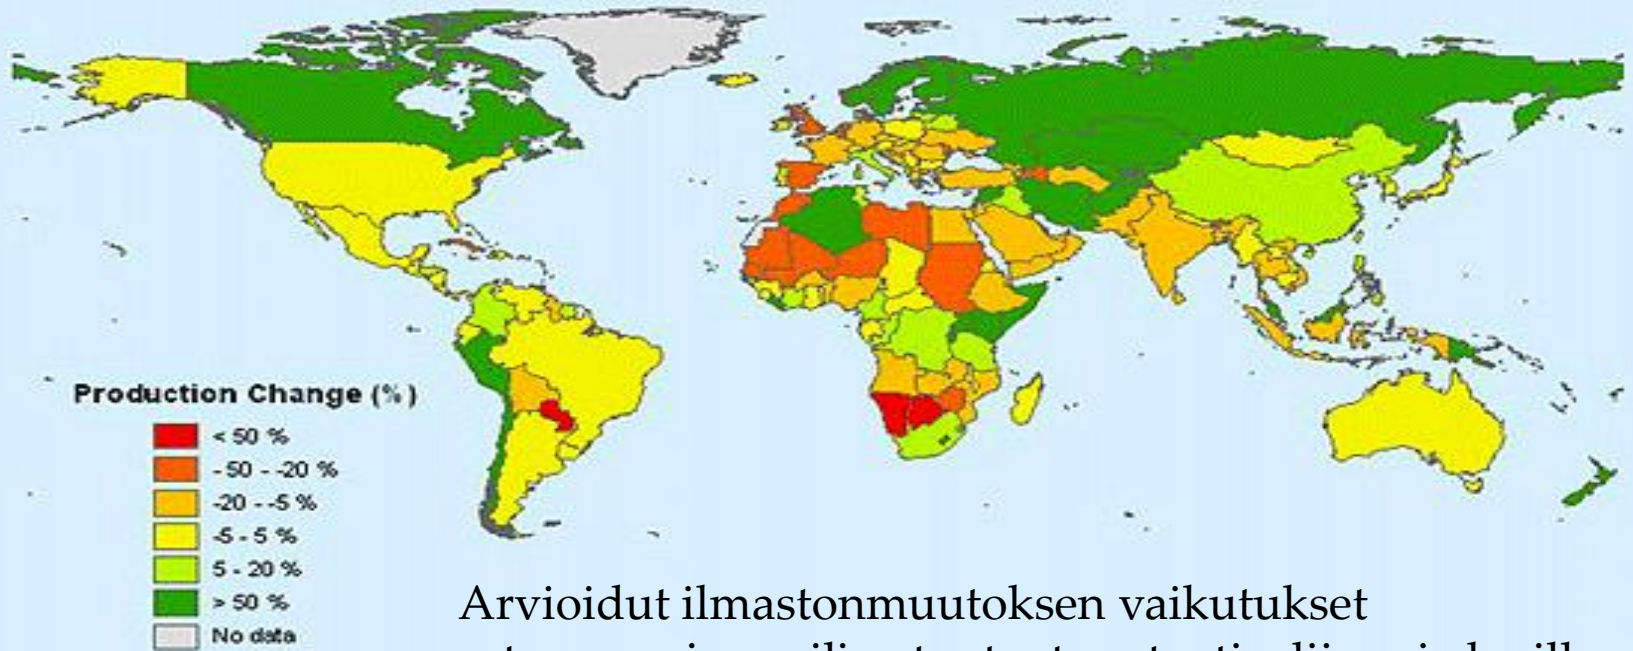 Production Change (%)
< 50 %
- 50 - -20 %
-20 - -5 %
-5 - 5 %
5 - 20 %
> 50 %
No data
Arvioidut ilmastonmuutoksen vaikutukset